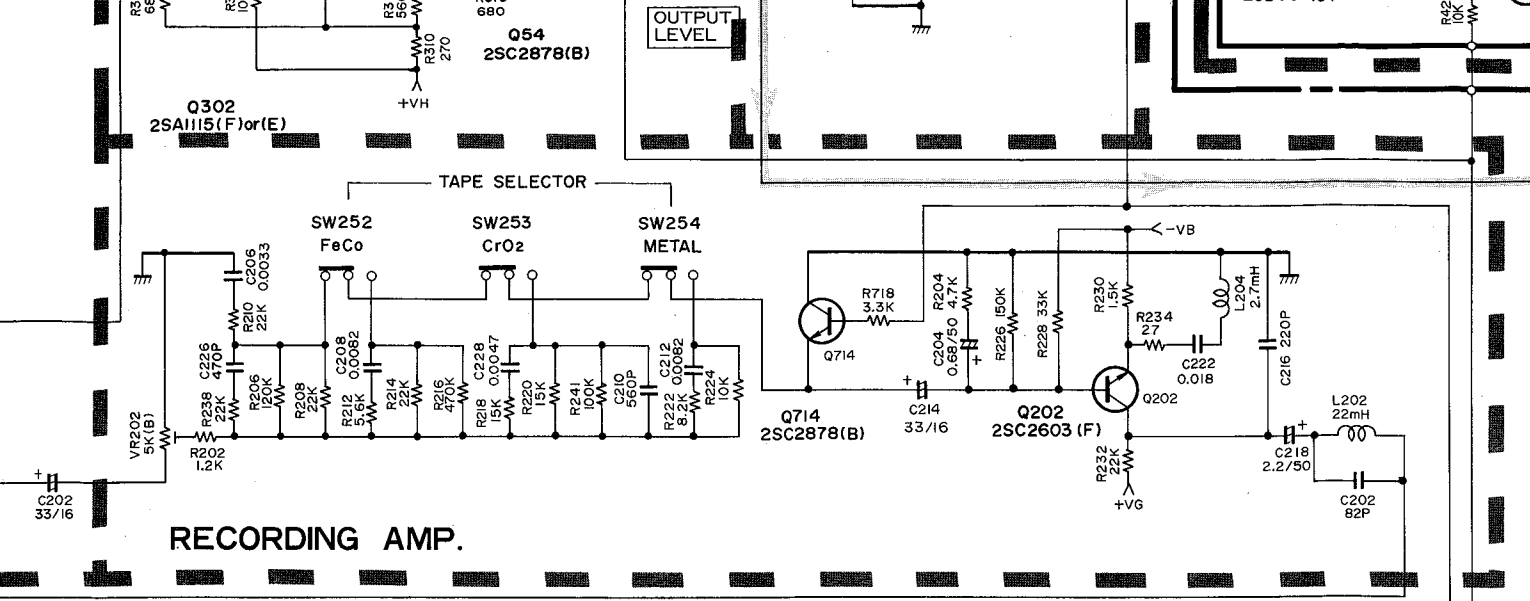 680
OUTPUT
LEVEL
R42
10K
Q54
2SC2878(B)
R310
270
+VH
Q302
2SA1115(F)or(E)
TAPE SELECTOR
SW252
FeCo
SW253
CrO2
SW254
METAL
-VB
C206
0.0033
R210
22K
C226
470P
R238
22K
R206
120K
R208
22K
C208
0.0082
R212
5.6K
R214
22K
R216
470K
C228
0.0047
R218
15K
R220
15K
R241
100K
C210
560P
C212
0.0082
R222
8.2K
R224
10K
VR202
5K(B)
R202
1.2K
C202
33/16
R718
3.3K
Q714
R204
4.7K
C204
0.68/50
+
R226 150K
R228 33K
R230
1.5K
R234
27
C222
0.018
L204
2.7mH
C216 220P
+
C214
33/16
Q714
2SC2878(B)
Q202
2SC2603(F)
Q202
R232
22K
+VG
+
C218
2.2/50
L202
22mH
C202
82P
+
RECORDING AMP.